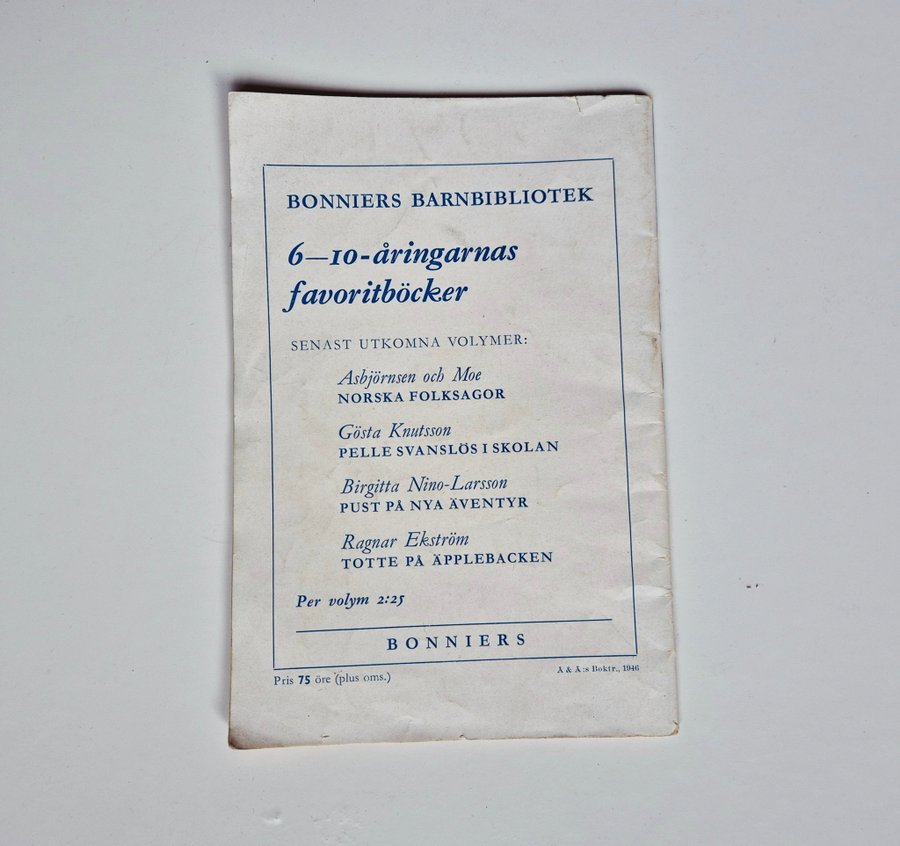 BONNIERS BARNBIBLIOTEK
6—10-åringarnas
favoritböcker
SENAST UTKOMNA VOLYMER:
Asbjörnsen och Moe
NORSKA FOLKSAGOR
Gösta Knutsson
PELLE SVANSLÖS I SKOLAN
Birgitta Nino-Larsson
PUST PÅ NYA ÄVENTYR
Ragnar Ekström
TOTTE PÅ ÄPPLEBACKEN
Per volym 2:25
BONNIERS
Pris 75 öre (plus oms.)
Å & Å:s Boktr., 1946